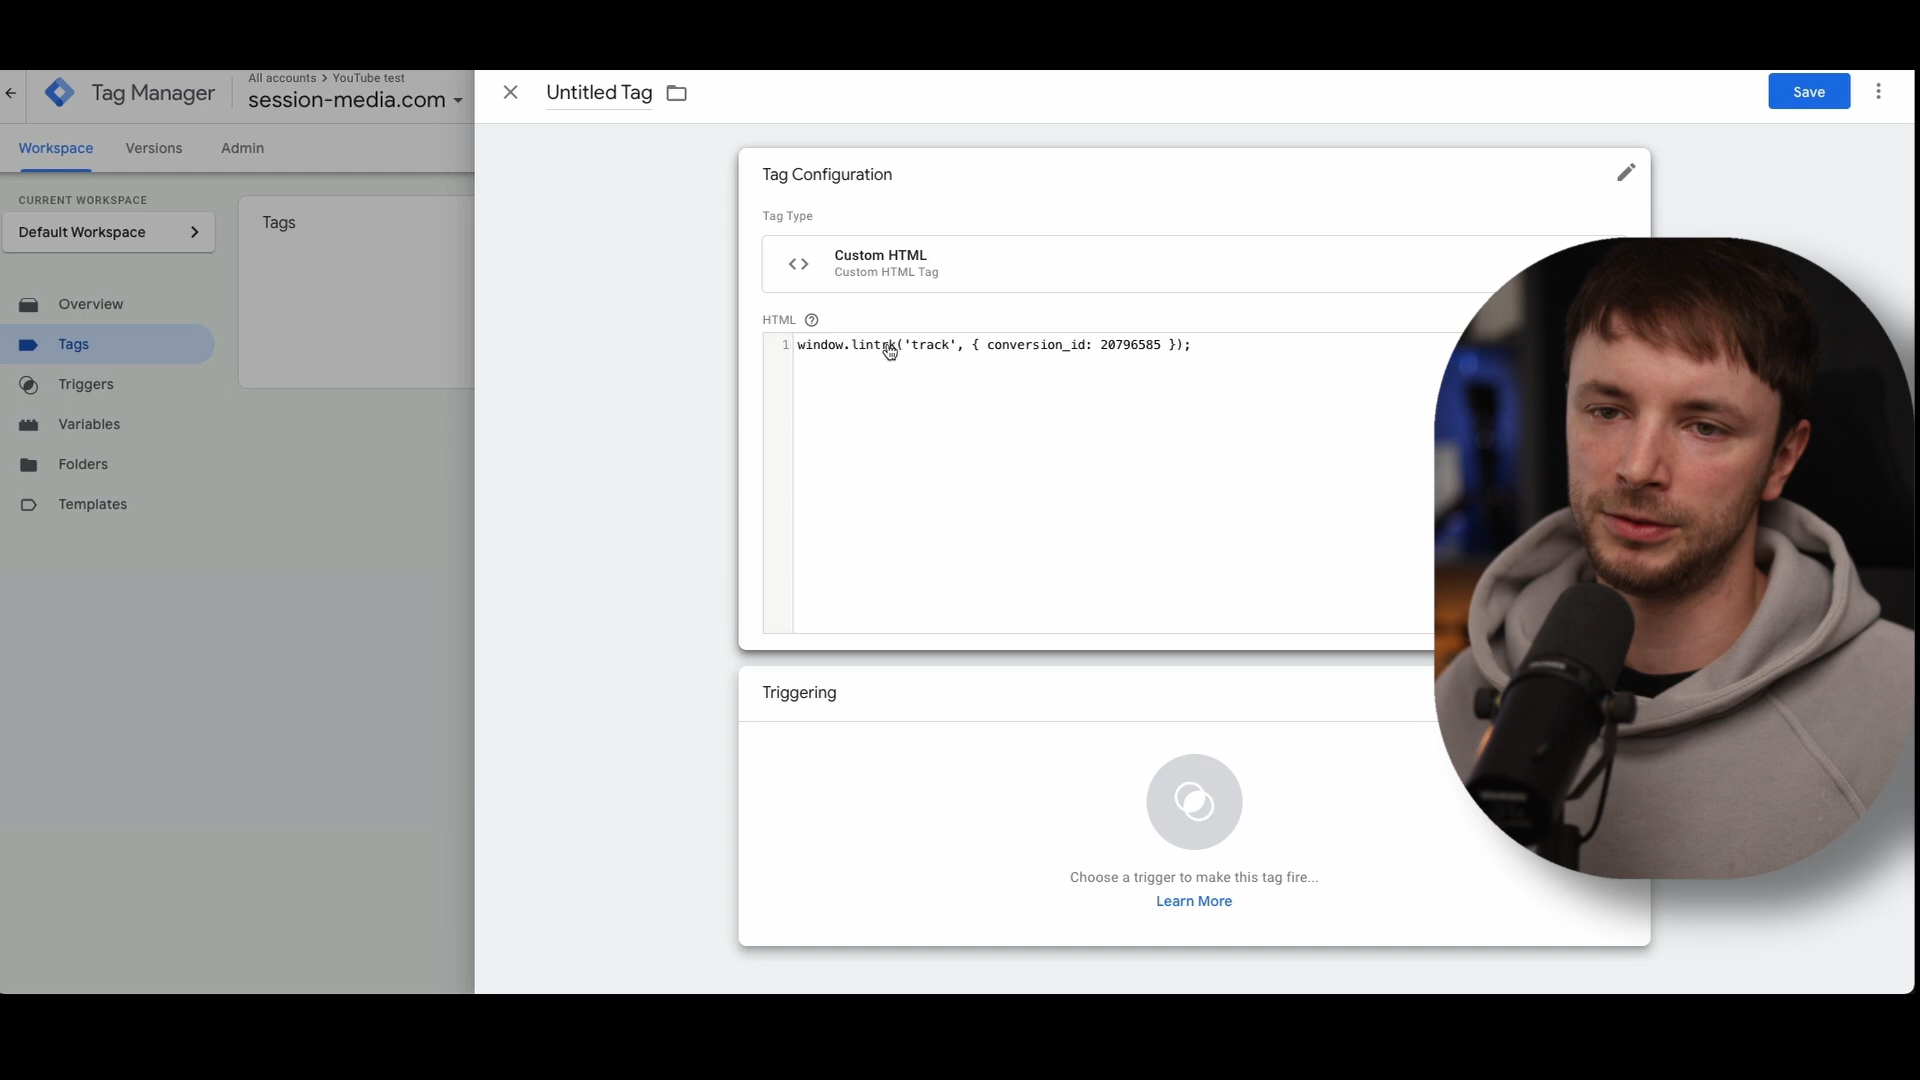 All accounts > YouTube test
Tag Manager
session-media.com
Untitled Tag
Save
Workspace
Versions
Admin
CURRENT WORKSPACE
Default Workspace
Tags
Overview
Tags
Triggers
Variables
Folders
Templates
Tag Configuration
Tag Type
Custom HTML
Custom HTML Tag
HTML
1 window.lintrk('track', { conversion_id: 20796585 });
Triggering
Choose a trigger to make this tag fire...
Learn More